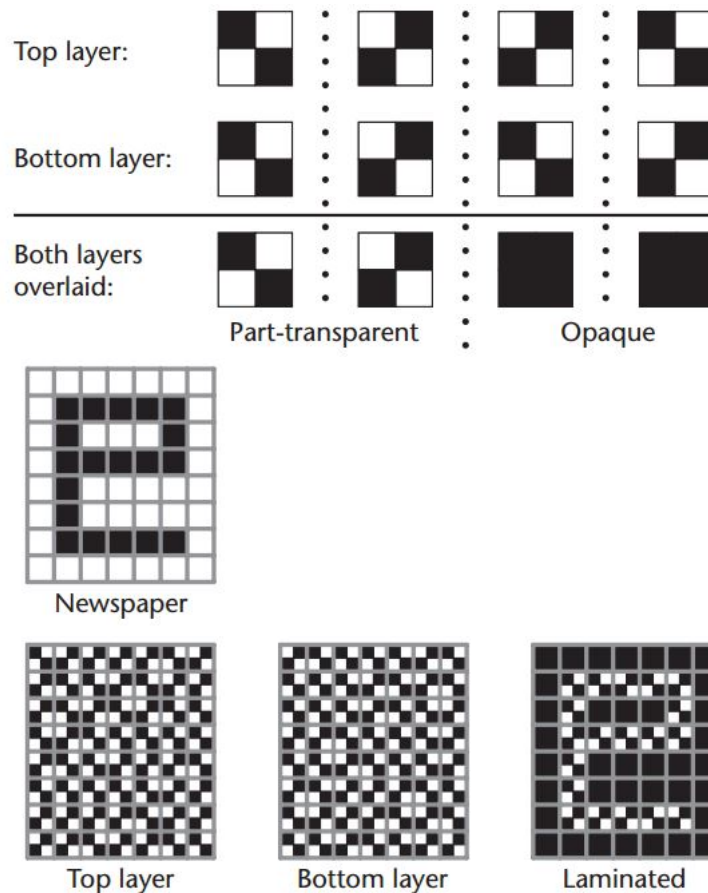 Top layer:
Bottom layer:
Both layers
overlaid:
Part-transparent
Opaque
Newspaper
Top layer
Bottom layer
Laminated